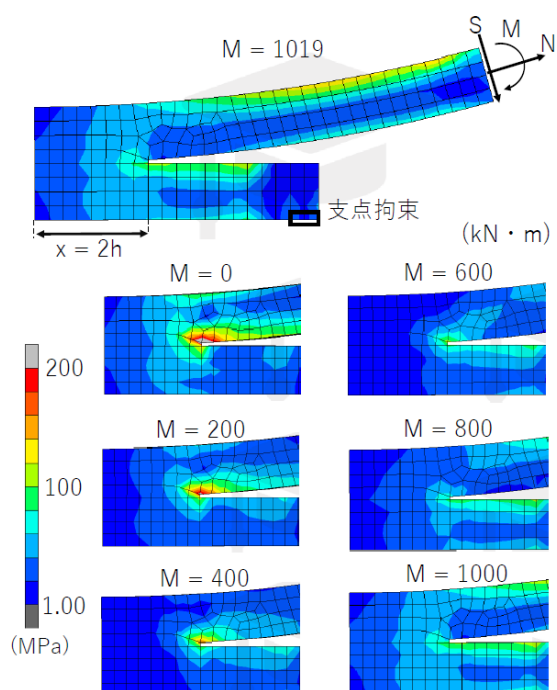 S
M
N
M = 1019
支点拘束
x = 2h
(kN・m)
M = 0
M = 600
200
M = 200
M = 800
100
M = 400
M = 1000
1.00
(MPa)